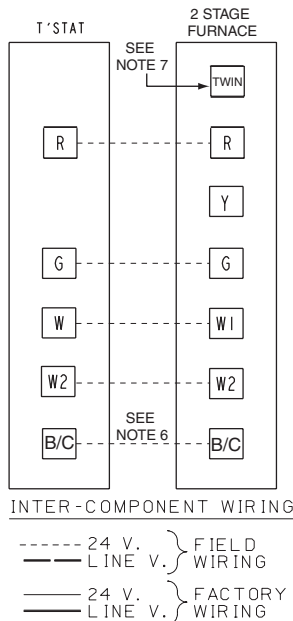 T'STAT
2 STAGE
FURNACE
SEE
NOTE 7
TWIN
R
R
Y
G
G
W
W1
W2
W2
SEE
NOTE 6
B/C
B/C
INTER-COMPONENT WIRING
24 V.
LINE V.
FIELD
WIRING
24 V.
LINE V.
FACTORY
WIRING